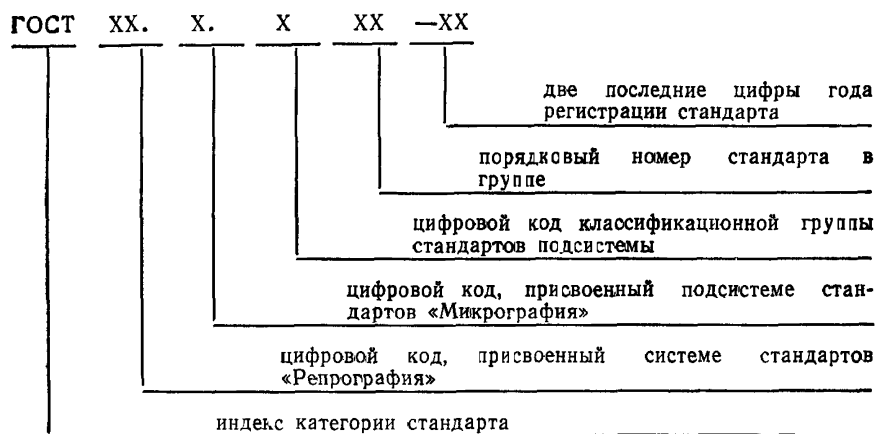 ГОСТ XX. X. X XX —XX
две последние цифры года
регистрации стандарта
порядковый номер стандарта в
группе
цифровой код классификационной группы
стандартов подсистемы
цифровой код, присвоенный подсистеме стан-
дартов «Микрография»
цифровой код, присвоенный системе стандартов
«Репрография»
индекс категории стандарта